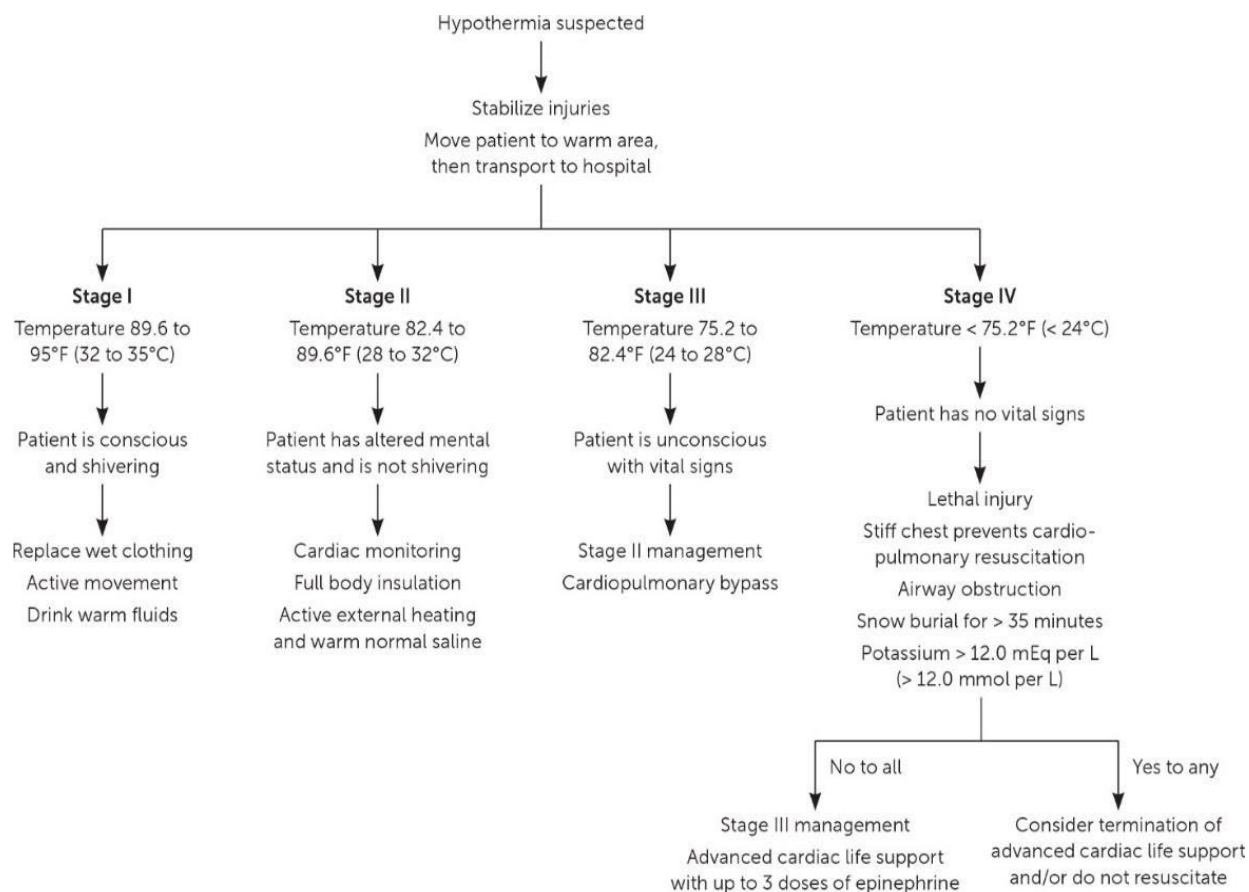 Hypothermia suspected
Stabilize injuries
Move patient to warm area,
then transport to hospital
Stage I
Temperature 89.6 to
95°F (32 to 35°C)
Patient is conscious
and shivering
Replace wet clothing
Active movement
Drink warm fluids
Stage II
Temperature 82.4 to
89.6°F (28 to 32°C)
Patient has altered mental
status and is not shivering
Cardiac monitoring
Full body insulation
Active external heating
and warm normal saline
Stage III
Temperature 75.2 to
82.4°F (24 to 28°C)
Patient is unconscious
with vital signs
Stage II management
Cardiopulmonary bypass
Stage IV
Temperature < 75.2°F (< 24°C)
Patient has no vital signs
Lethal injury
Stiff chest prevents cardio-
pulmonary resuscitation
Airway obstruction
Snow burial for > 35 minutes
Potassium > 12.0 mEq per L
(> 12.0 mmol per L)
No to all
Stage III management
Advanced cardiac life support
with up to 3 doses of epinephrine
Yes to any
Consider termination of
advanced cardiac life support
and/or do not resuscitate